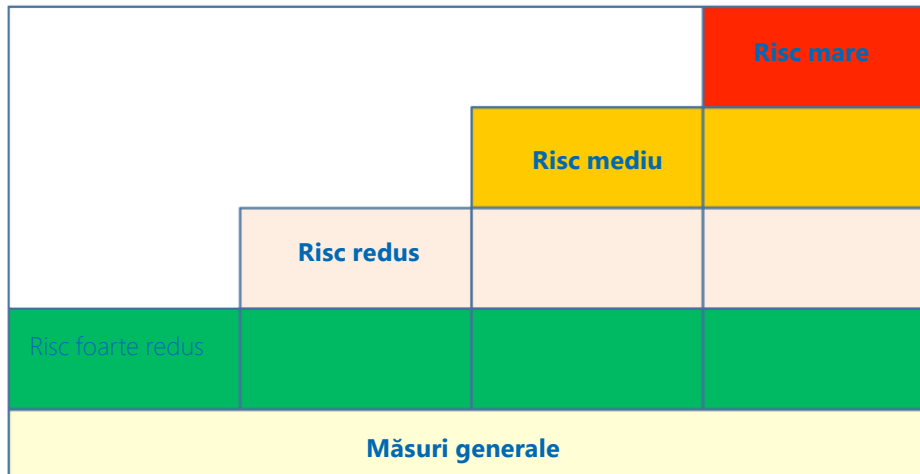 Risc mare
Risc mediu
Risc redus
Risc foarte redus
Măsuri generale